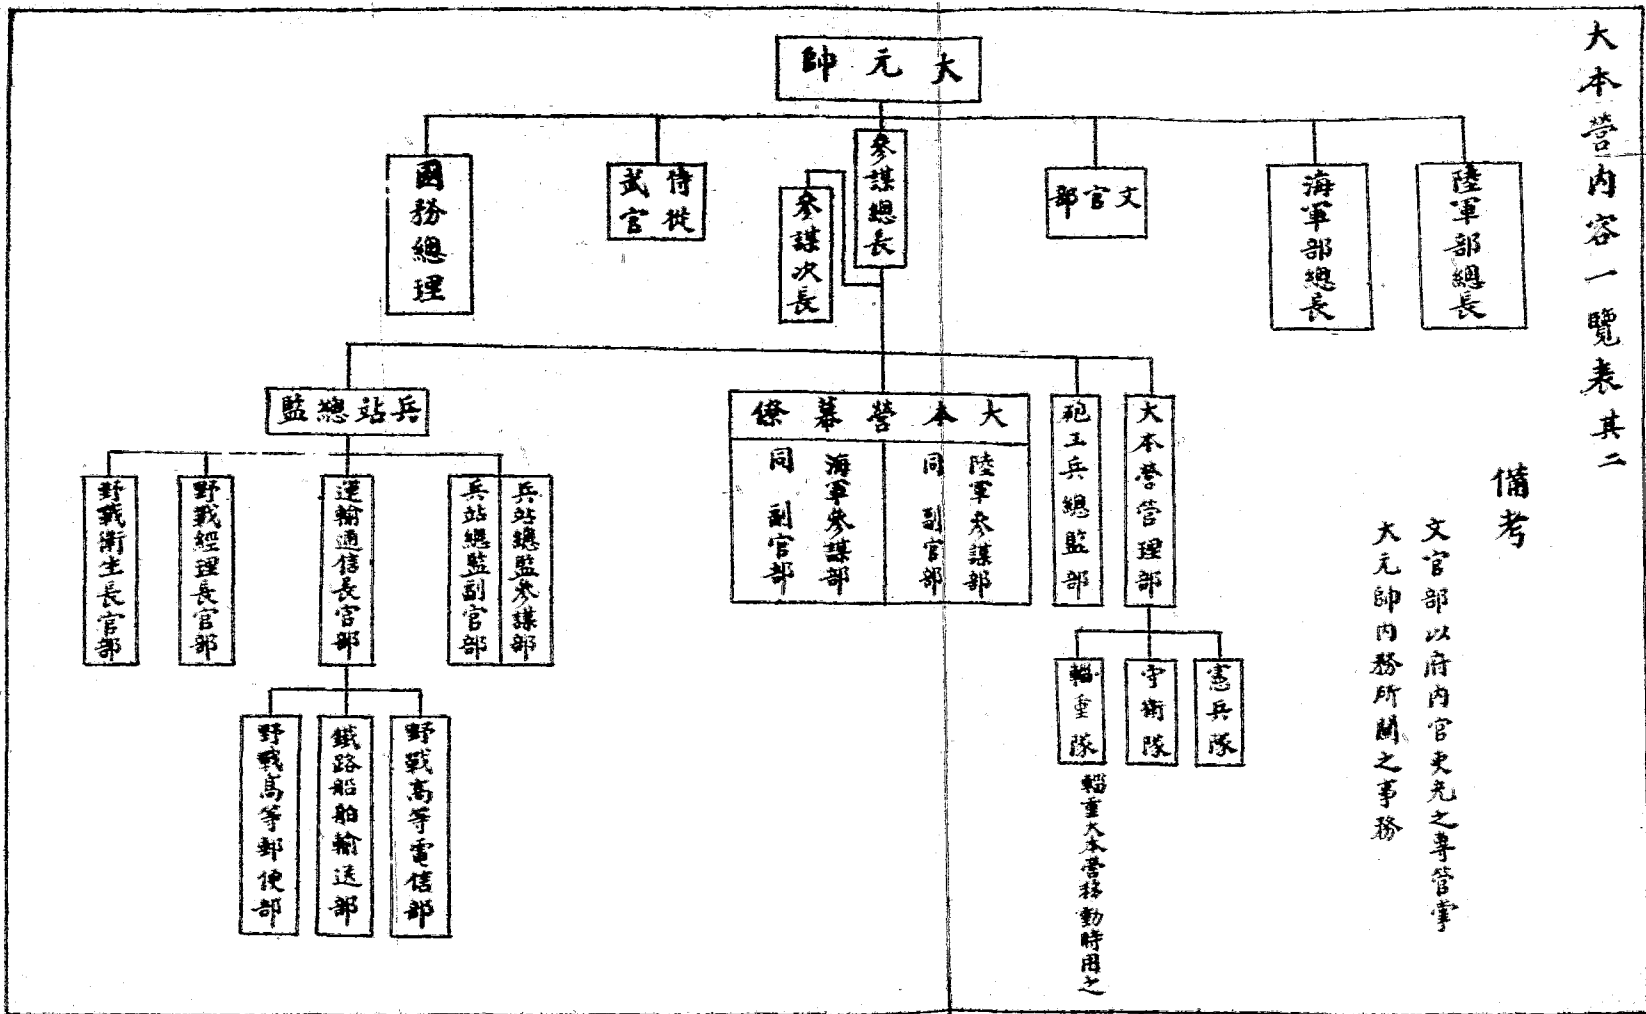 大本營內容一覽表其二
備考
文官部以府內官吏充之專管掌
大元帥內務所關之事務
大元帥
陸軍部總長
海軍部總長
文官部
參謀總長
參謀次長
侍從
武官
國務總理
大本營管理部
砲工兵總監部
大本營幕僚
陸軍參謀部
同 副官部
海軍參謀部
同 副官部
兵站總監
憲兵隊
守衛隊
輜重隊
輜重大本營移動時用之
兵站總監參謀部
兵站總監副官部
運輸通信長官部
野戰經理長官部
野戰衛生長官部
野戰高等電信部
鐵路船舶輸送部
野戰高等郵便部